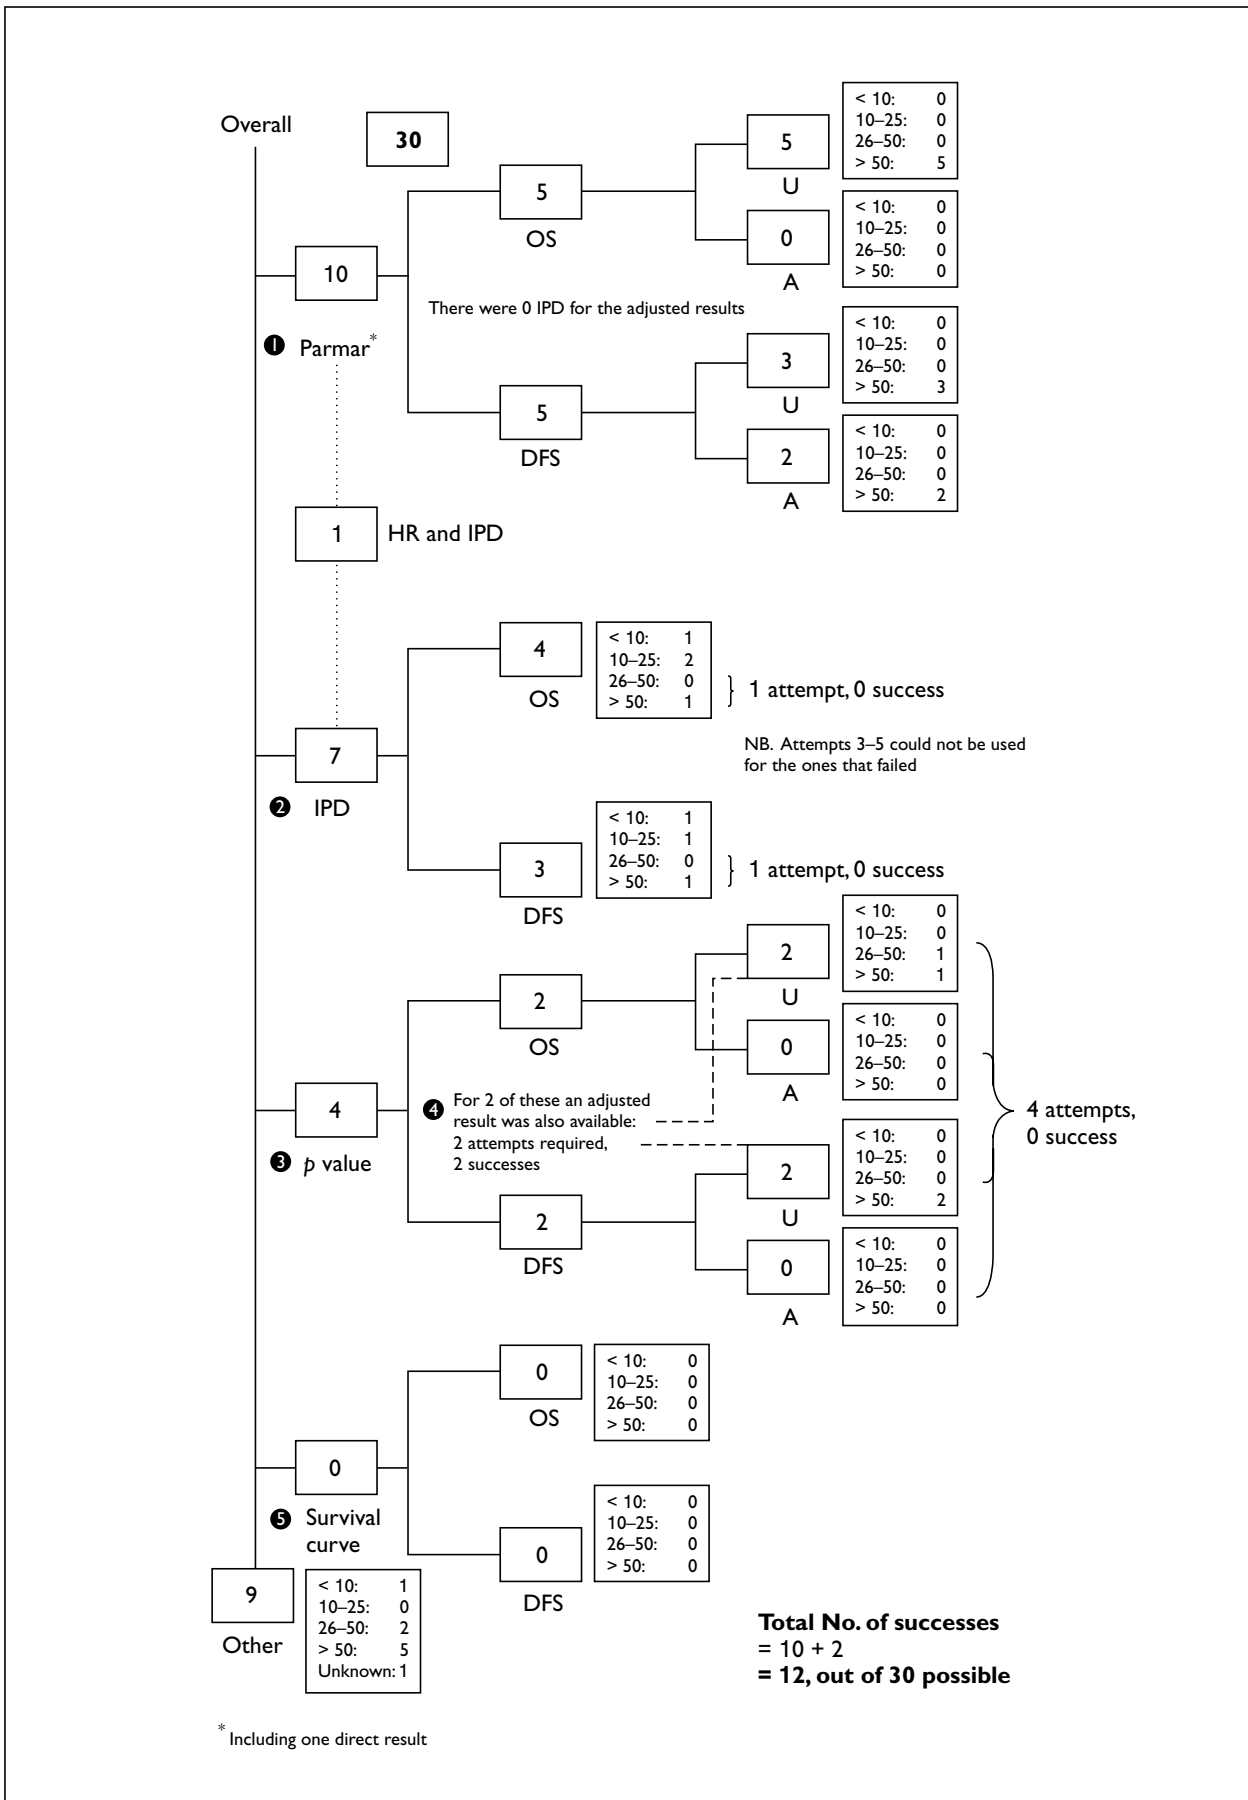 Overall
30
10
❶ Parmar*
5
OS
5
U
< 10: 0
10–25: 0
26–50: 0
> 50: 5
0
A
< 10: 0
10–25: 0
26–50: 0
> 50: 0
There were 0 IPD for the adjusted results
5
DFS
3
U
< 10: 0
10–25: 0
26–50: 0
> 50: 3
2
A
< 10: 0
10–25: 0
26–50: 0
> 50: 2
1 HR and IPD
7
❷ IPD
4
OS
< 10: 1
10–25: 2
26–50: 0
> 50: 1
} 1 attempt, 0 success
NB. Attempts 3–5 could not be used
for the ones that failed
3
DFS
< 10: 1
10–25: 1
26–50: 0
> 50: 1
} 1 attempt, 0 success
4
❸ p value
2
OS
2
U
< 10: 0
10–25: 0
26–50: 1
> 50: 1
0
A
< 10: 0
10–25: 0
26–50: 0
> 50: 0
❹ For 2 of these an adjusted
result was also available:
2 attempts required,
2 successes
2
DFS
2
U
< 10: 0
10–25: 0
26–50: 0
> 50: 2
0
A
< 10: 0
10–25: 0
26–50: 0
> 50: 0
4 attempts,
0 success
0
❺ Survival
curve
0
OS
< 10: 0
10–25: 0
26–50: 0
> 50: 0
0
DFS
< 10: 0
10–25: 0
26–50: 0
> 50: 0
9
Other
< 10: 1
10–25: 0
26–50: 2
> 50: 5
Unknown: 1
Total No. of successes
= 10 + 2
= 12, out of 30 possible
* Including one direct result